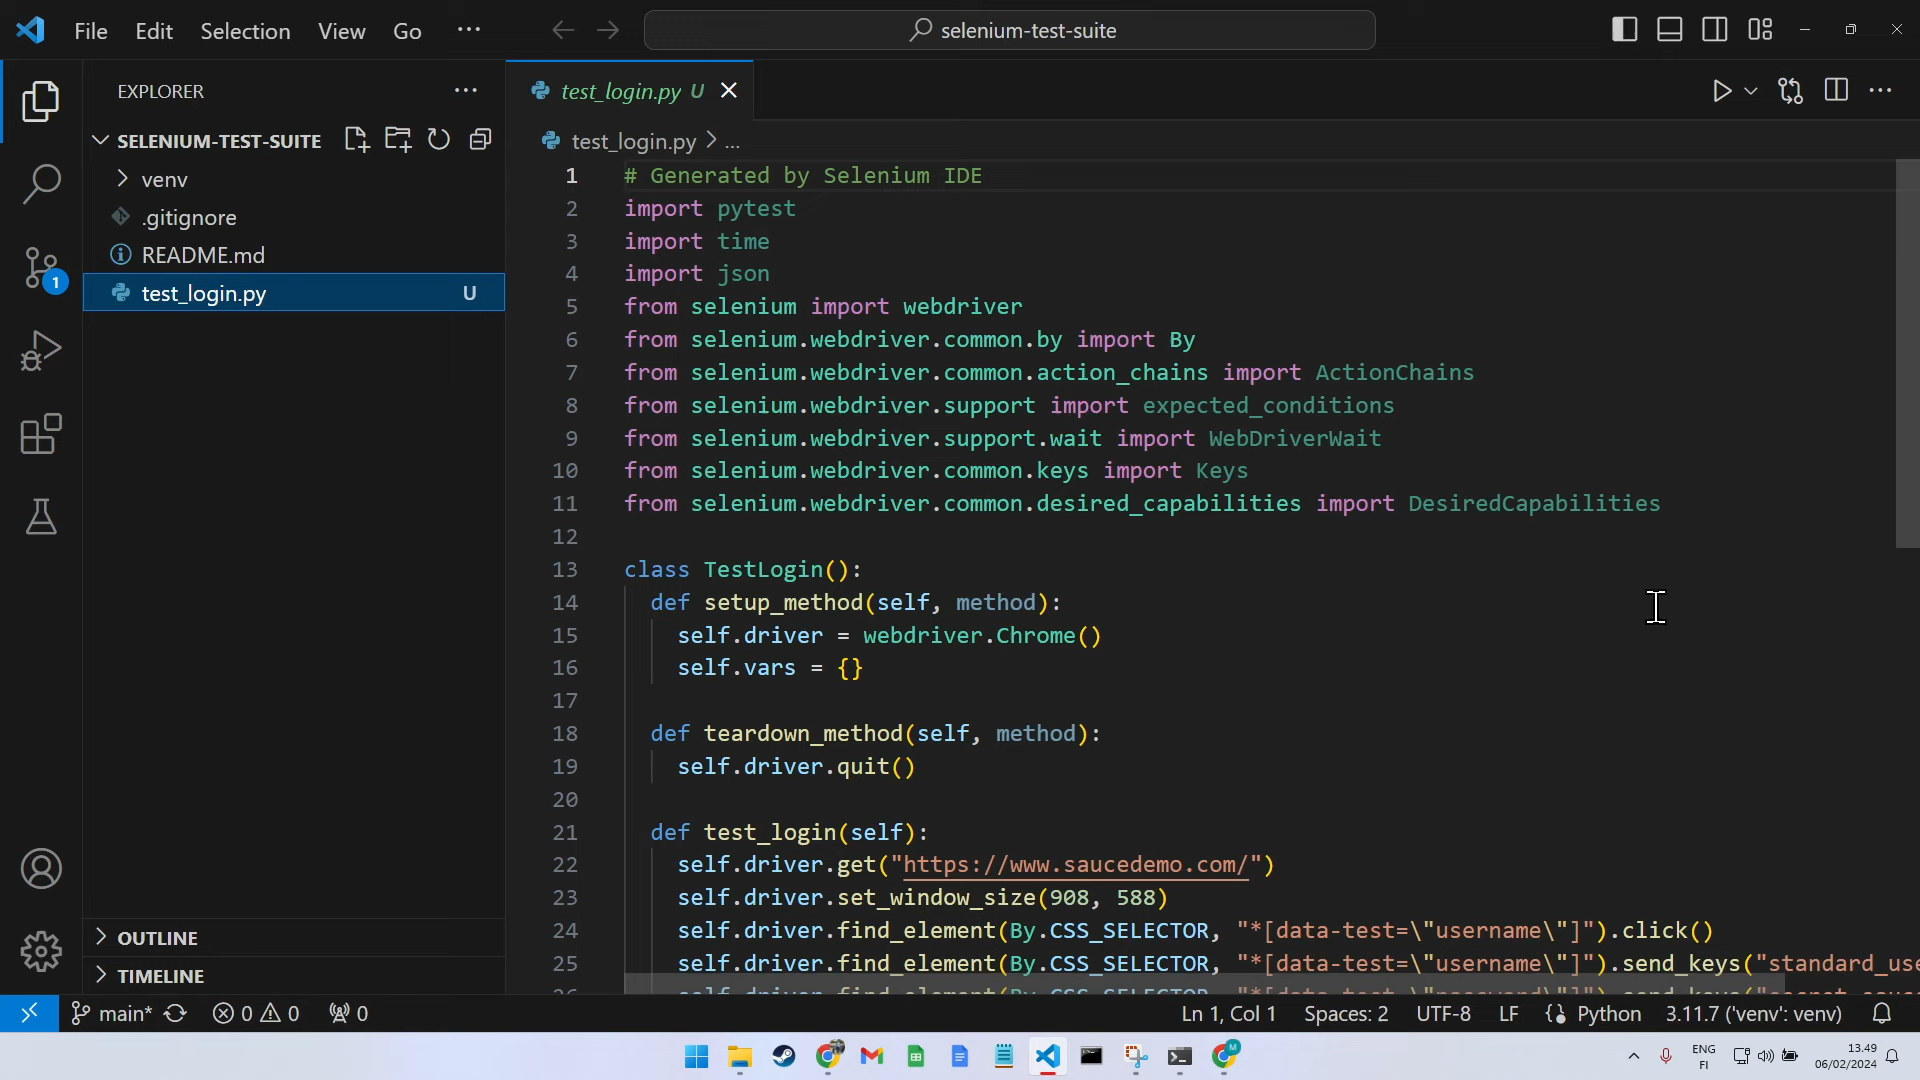 File Edit Selection View Go ...
selenium-test-suite
EXPLORER
SELENIUM-TEST-SUITE
venv
.gitignore
README.md
test_login.py U
1
OUTLINE
TIMELINE
test_login.py U
test_login.py > ...
1 # Generated by Selenium IDE
2 import pytest
3 import time
4 import json
5 from selenium import webdriver
6 from selenium.webdriver.common.by import By
7 from selenium.webdriver.common.action_chains import ActionChains
8 from selenium.webdriver.support import expected_conditions
9 from selenium.webdriver.support.wait import WebDriverWait
10 from selenium.webdriver.common.keys import Keys
11 from selenium.webdriver.common.desired_capabilities import DesiredCapabilities
12
13 class TestLogin():
14 def setup_method(self, method):
15 self.driver = webdriver.Chrome()
16 self.vars = {}
17
18 def teardown_method(self, method):
19 self.driver.quit()
20
21 def test_login(self):
22 self.driver.get("https://www.saucedemo.com/")
23 self.driver.set_window_size(908, 588)
24 self.driver.find_element(By.CSS_SELECTOR, "*[data-test=\"username\"]").click()
25 self.driver.find_element(By.CSS_SELECTOR, "*[data-test=\"username\"]").send_keys("standard_use
main* 0 0 0
Ln 1, Col 1 Spaces: 2 UTF-8 LF Python 3.11.7 ('venv': venv)
ENG
FI
13.49
06/02/2024